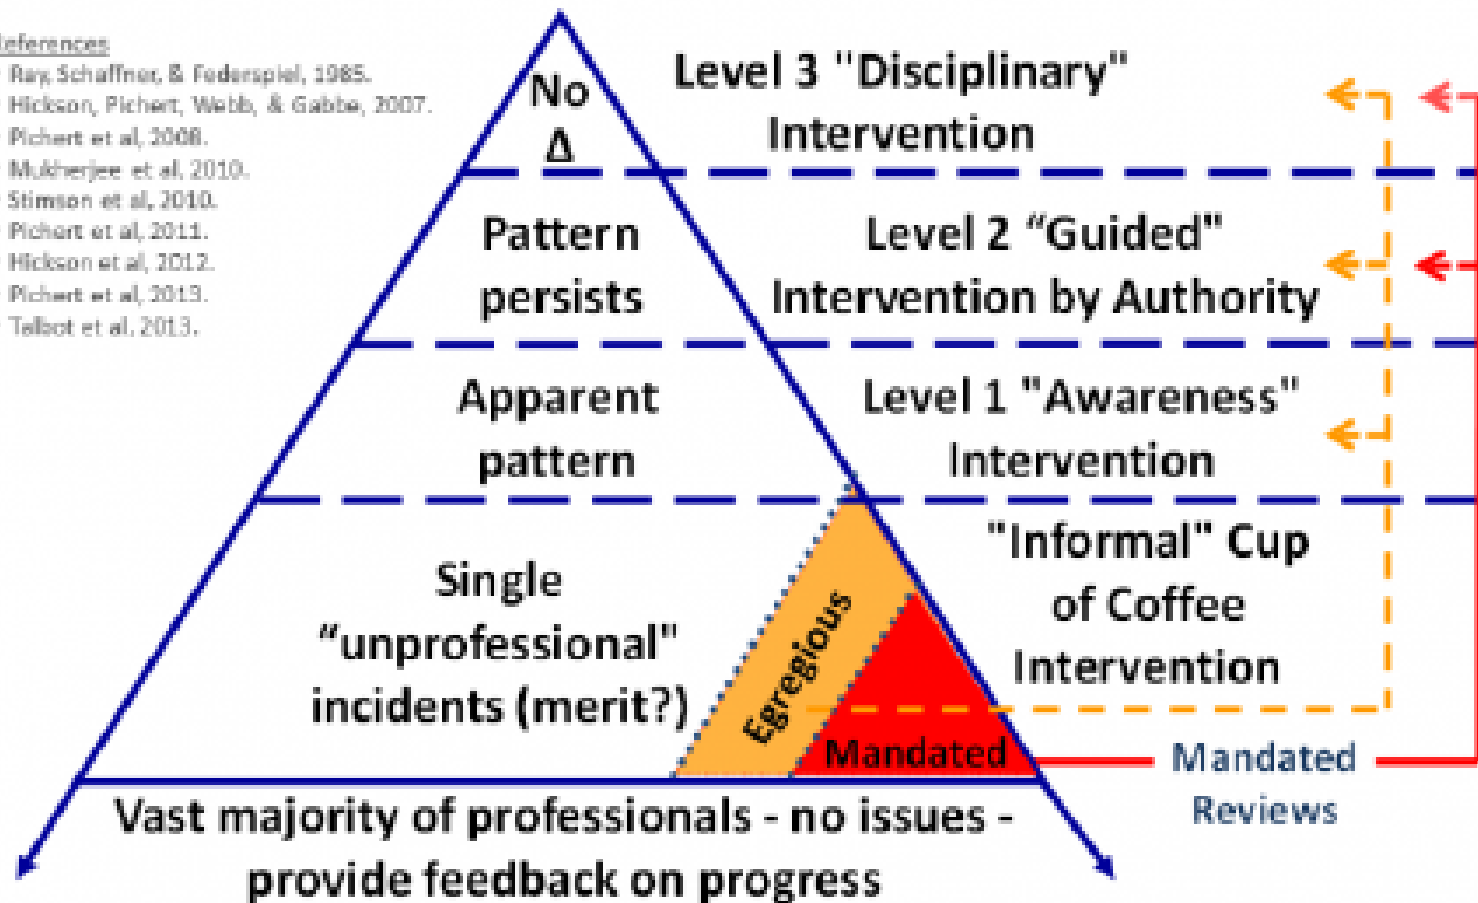 References
Ray, Schaffner, & Federspiel, 1985.
Hickson, Pichert, Webb, & Gabbe, 2007.
Pichert et al, 2008.
Mukherjee et al, 2010.
Stimson et al, 2010.
Pichert et al, 2011.
Hickson et al, 2012.
Pichert et al, 2013.
Talbot et al, 2013.
No
Δ
Level 3 "Disciplinary"
Intervention
Pattern
persists
Level 2 “Guided"
Intervention by Authority
Apparent
pattern
Level 1 "Awareness"
Intervention
Single
“unprofessional"
incidents (merit?)
Egregious
Mandated
"Informal" Cup
of Coffee
Intervention
Mandated
Reviews
Vast majority of professionals - no issues -
provide feedback on progress